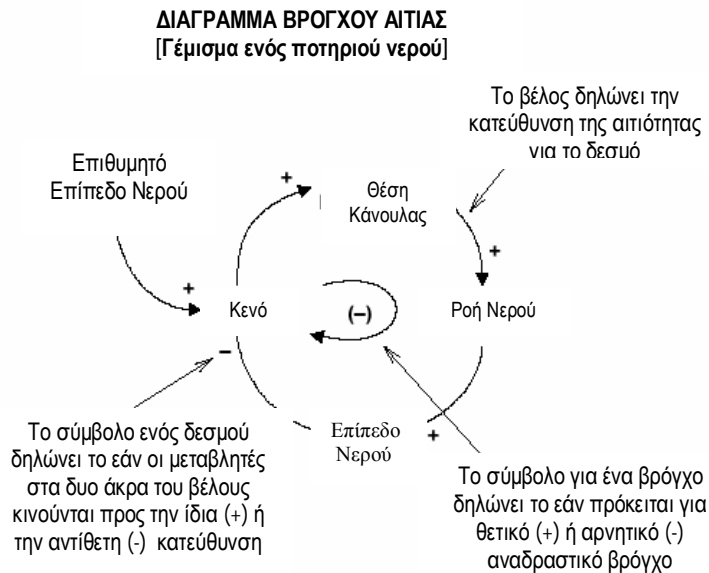 ΔΙΑΓΡΑΜΜΑ ΒΡΟΓΧΟΥ ΑΙΤΙΑΣ
[Γέμισμα ενός ποτηριού νερού]
Το βέλος δηλώνει την
κατεύθυνση της αιτιότητας
για το δεσμό
Επιθυμητό
Επίπεδο Νερού
+
Θέση
Κάνουλας
+
+
Κενό
(–)
Ροή Νερού
–
Επίπεδο
Νερού
+
Το σύμβολο ενός δεσμού
δηλώνει το εάν οι μεταβλητές
στα δυο άκρα του βέλους
κινούνται προς την ίδια (+) ή
την αντίθετη (-) κατεύθυνση
Το σύμβολο για ένα βρόγχο
δηλώνει το εάν πρόκειται για
θετικό (+) ή αρνητικό (-)
αναδραστικό βρόγχο